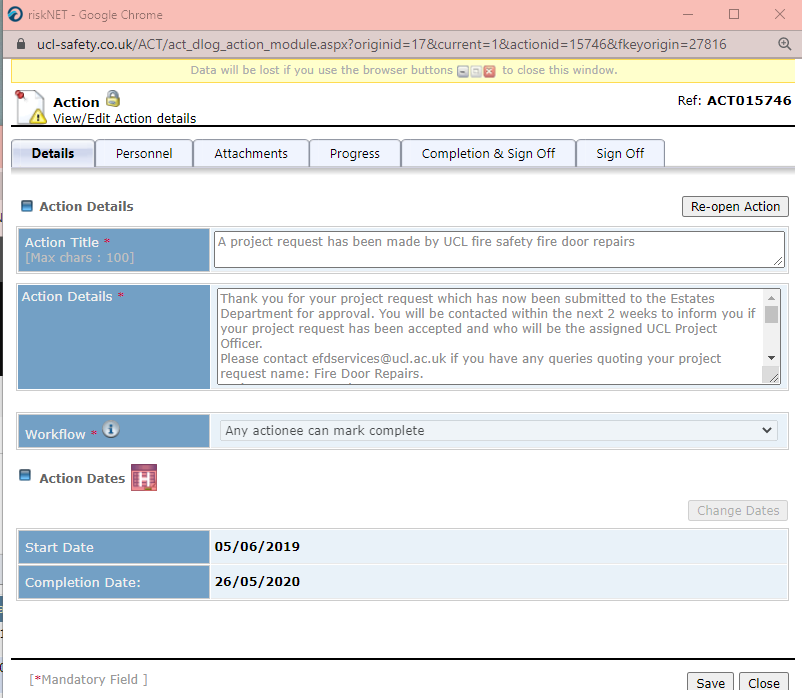 riskNET - Google Chrome
ucl-safety.co.uk/ACT/act_dlog_action_module.aspx?originid=17&current=1&actionid=15746&fkeyorigin=27816
Data will be lost if you use the browser buttons to close this window.
Action
View/Edit Action details
Ref: ACT015746
Details Personnel Attachments Progress Completion & Sign Off Sign Off
Action Details
Re-open Action
Action Title *
[Max chars : 100]
A project request has been made by UCL fire safety fire door repairs
Action Details *
Thank you for your project request which has now been submitted to the Estates
Department for approval. You will be contacted within the next 2 weeks to inform you if
your project request has been accepted and who will be the assigned UCL Project
Officer.
Please contact efdservices@ucl.ac.uk if you have any queries quoting your project
request name: Fire Door Repairs.
Workflow *
Any actionee can mark complete
Action Dates H
Change Dates
Start Date 05/06/2019
Completion Date: 26/05/2020
[*Mandatory Field ]
Save Close